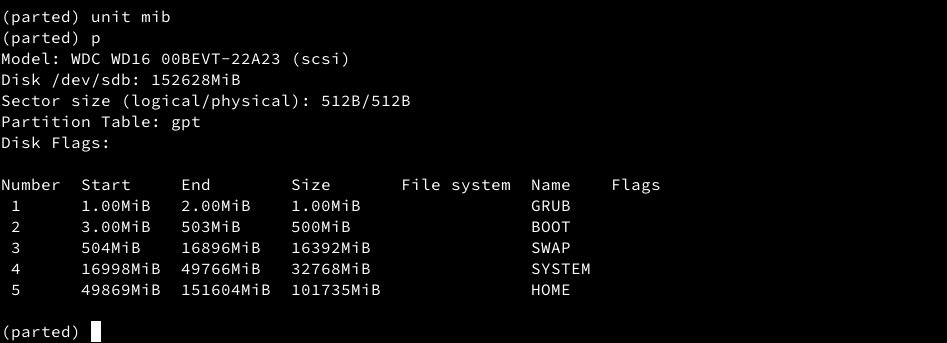 (parted) unit mib
(parted) p
Model: WDC WD16 00BEVT-22A23 (scsi)
Disk /dev/sdb: 152628MiB
Sector size (logical/physical): 512B/512B
Partition Table: gpt
Disk Flags:
Number  Start     End        Size       File system  Name    Flags
 1      1.00MiB   2.00MiB    1.00MiB                 GRUB
 2      3.00MiB   503MiB     500MiB                  BOOT
 3      504MiB    16896MiB   16392MiB                SWAP
 4      16998MiB  49766MiB   32768MiB                SYSTEM
 5      49869MiB  151604MiB  101735MiB               HOME
(parted)